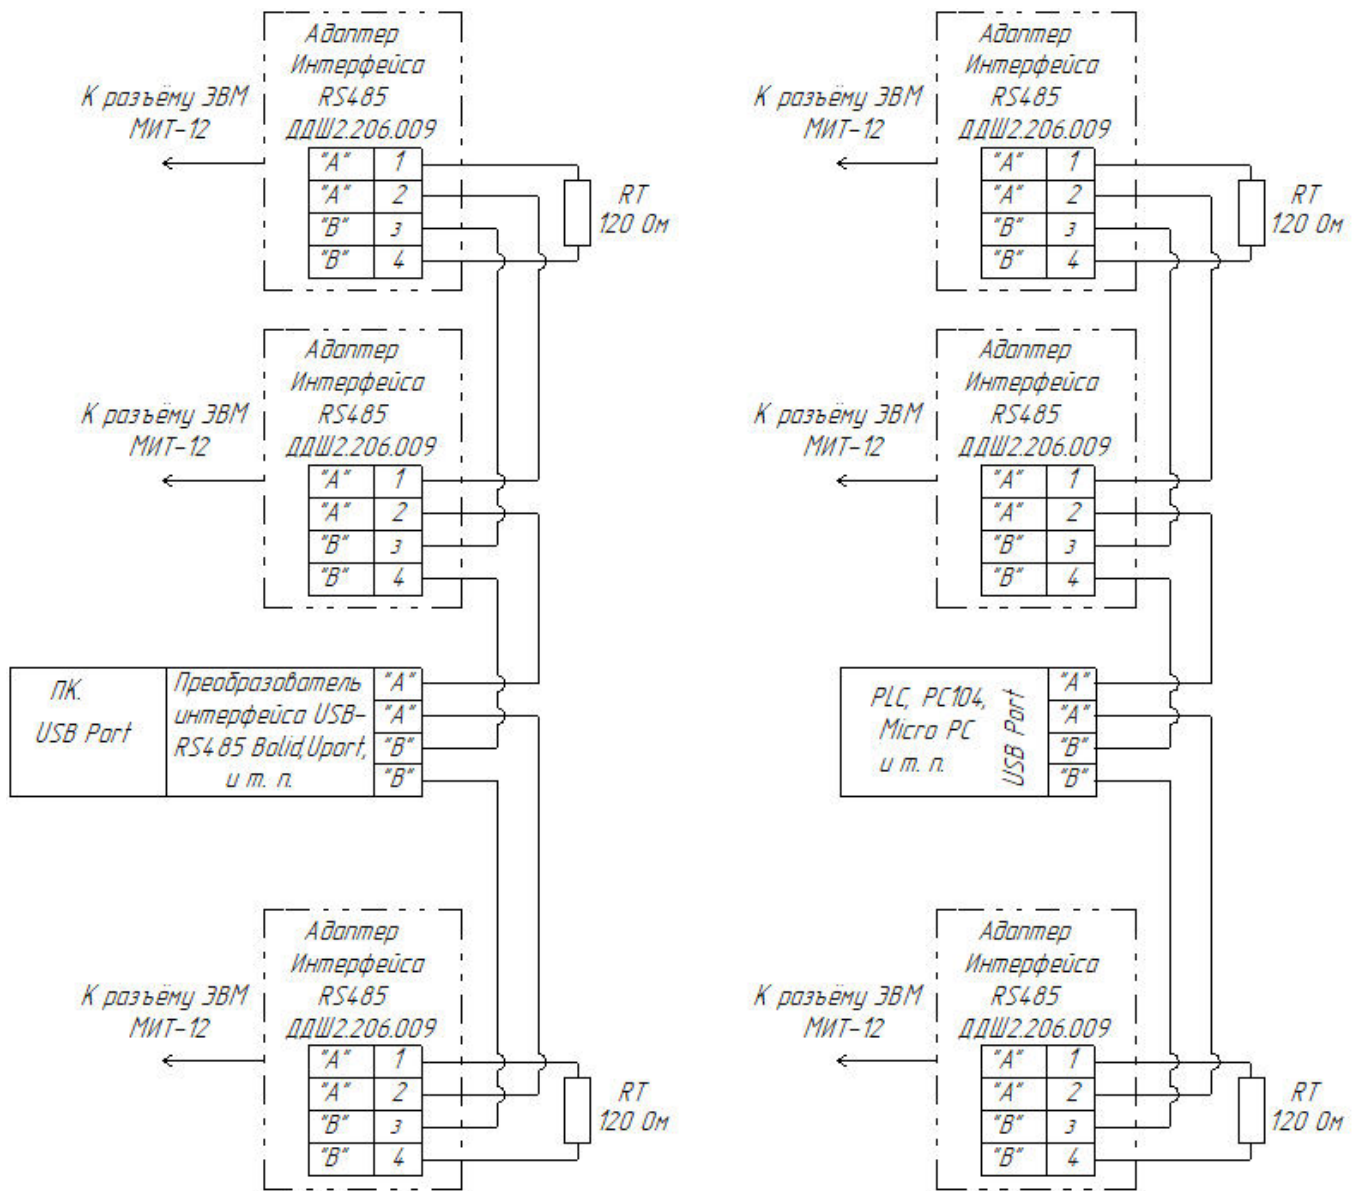 Адаптер
Интерфейса
RS485
ДДШ2.206.009
К разъёму ЭВМ
МИТ-12
"А" 1
"А" 2
"В" 3
"В" 4
RT
120 Ом
Адаптер
Интерфейса
RS485
ДДШ2.206.009
К разъёму ЭВМ
МИТ-12
"А" 1
"А" 2
"В" 3
"В" 4
ПК.
USB Port
Преобразователь
интерфейса USB-
RS485 Bolid,Uport,
и т. п.
"А"
"А"
"В"
"В"
Адаптер
Интерфейса
RS485
ДДШ2.206.009
К разъёму ЭВМ
МИТ-12
"А" 1
"А" 2
"В" 3
"В" 4
RT
120 Ом
Адаптер
Интерфейса
RS485
ДДШ2.206.009
К разъёму ЭВМ
МИТ-12
"А" 1
"А" 2
"В" 3
"В" 4
RT
120 Ом
Адаптер
Интерфейса
RS485
ДДШ2.206.009
К разъёму ЭВМ
МИТ-12
"А" 1
"А" 2
"В" 3
"В" 4
PLC, PC104,
Micro PC
и т. п.
USB Port
"А"
"А"
"В"
"В"
Адаптер
Интерфейса
RS485
ДДШ2.206.009
К разъёму ЭВМ
МИТ-12
"А" 1
"А" 2
"В" 3
"В" 4
RT
120 Ом